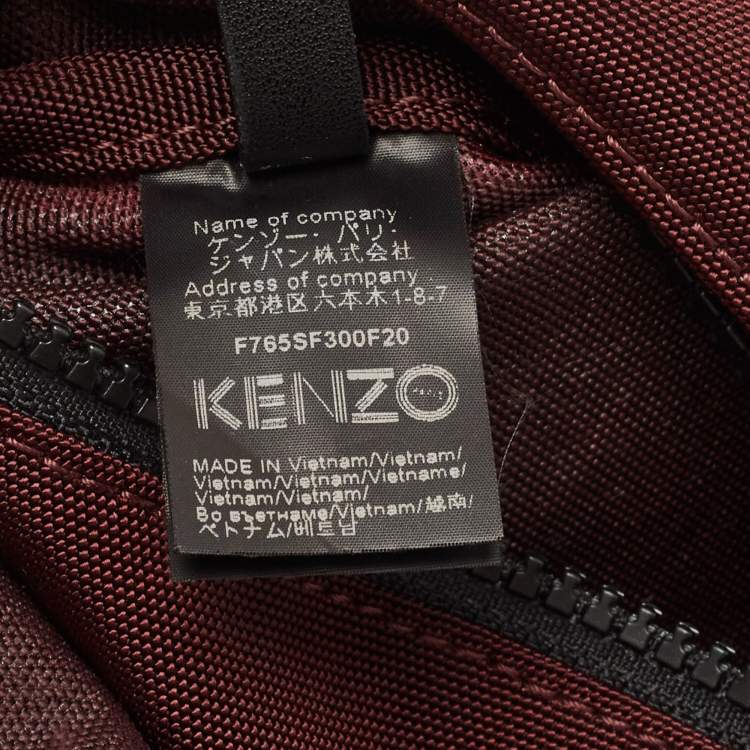 Name of company
ケンゾー・パリ・
ジャパン株式会社
Address of company :
東京都港区六本木1-8-7
F765SF300F20
KENZO
Paris
MADE IN Vietnam/Vietnam/
Vietnam/Vietnam/Vietname/
Vietnam/Vietnam/
Во вьетнаме/Vietnam/越南/
ベトナム/베트남